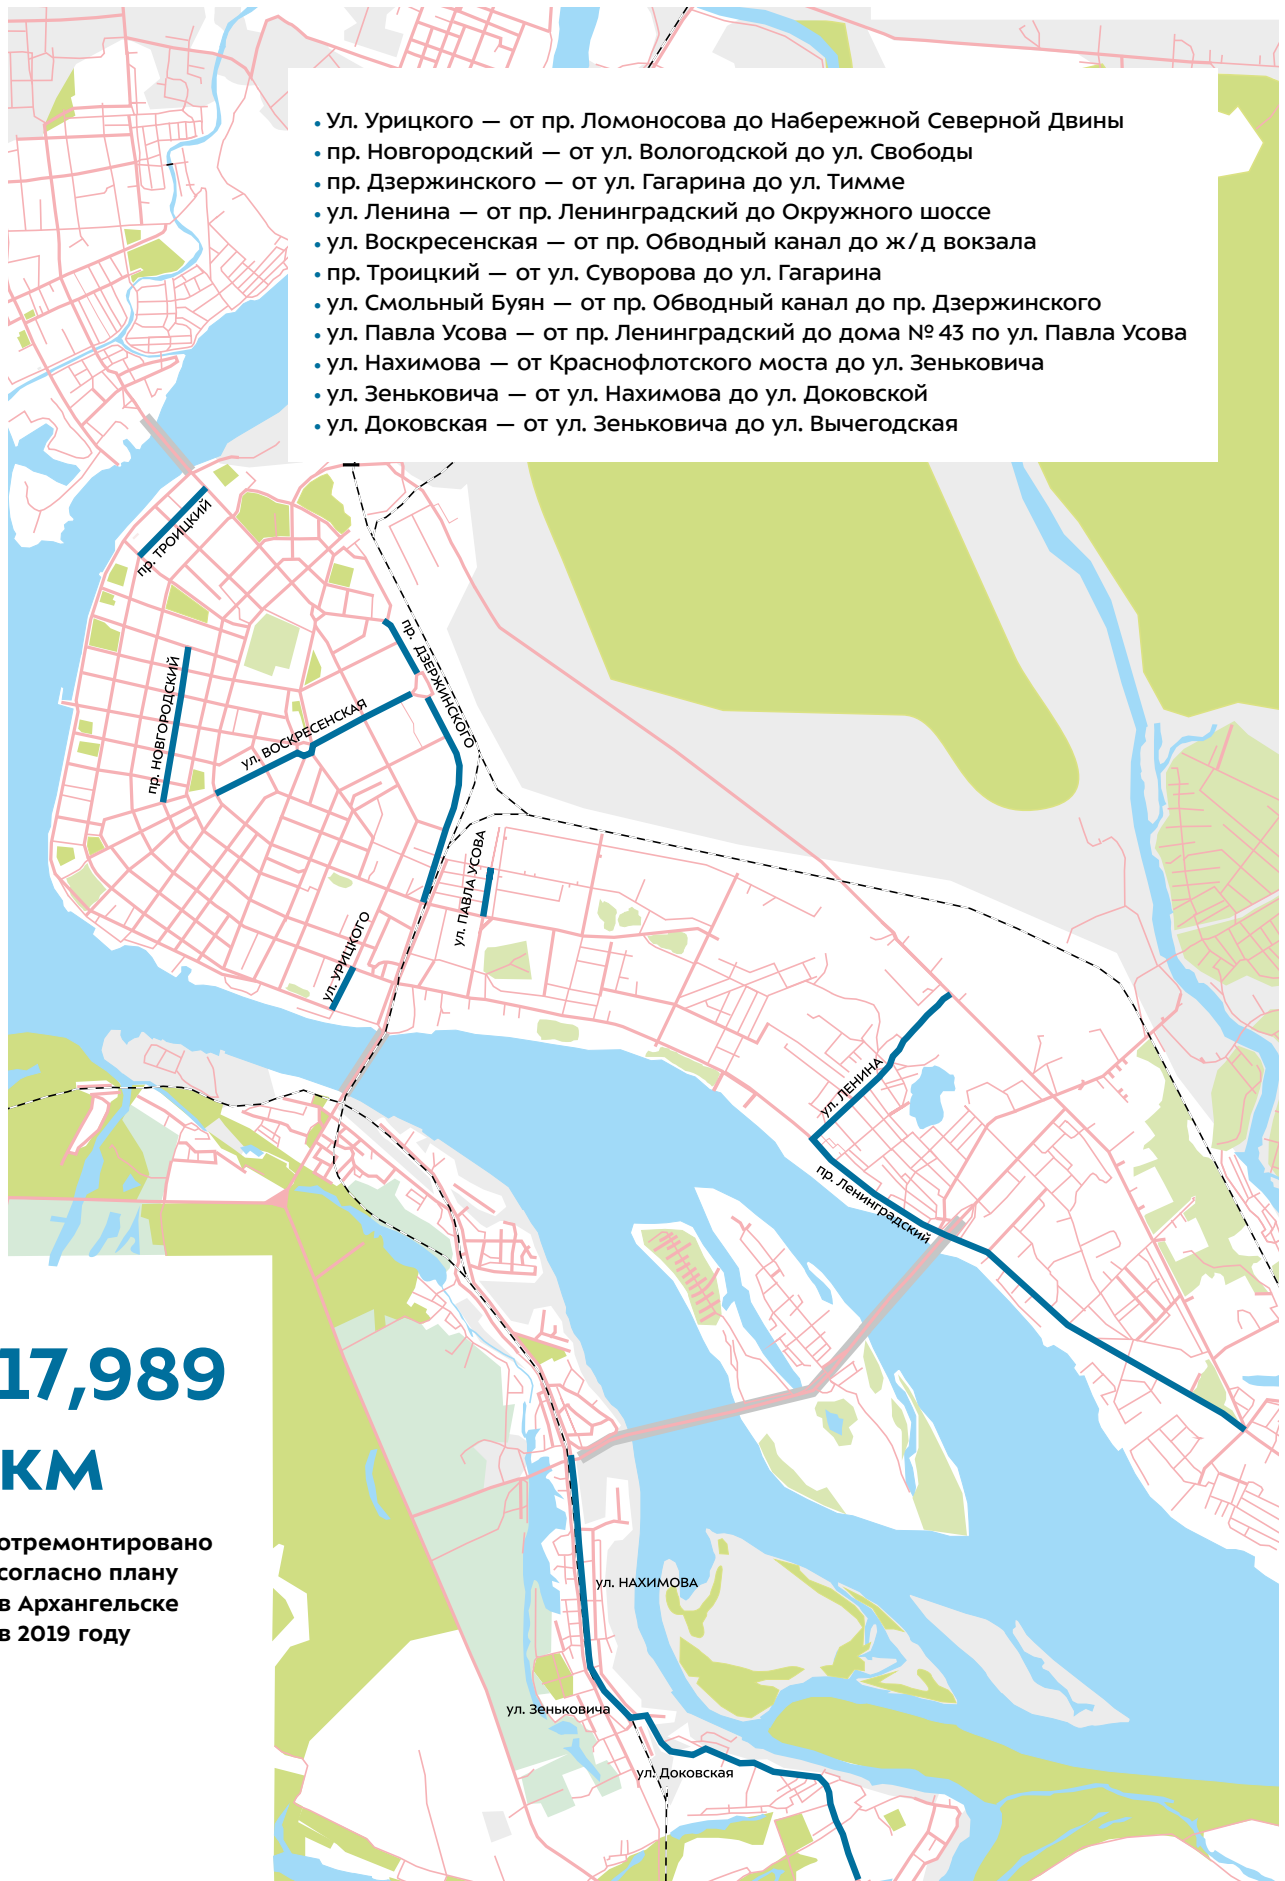 • Ул. Урицкого — от пр. Ломоносова до Набережной Северной Двины
• пр. Новгородский — от ул. Вологодской до ул. Свободы
• пр. Дзержинского — от ул. Гагарина до ул. Тимме
• ул. Ленина — от пр. Ленинградский до Окружного шоссе
• ул. Воскресенская — от пр. Обводный канал до ж/д вокзала
• пр. Троицкий — от ул. Суворова до ул. Гагарина
• ул. Смольный Буян — от пр. Обводный канал до пр. Дзержинского
• ул. Павла Усова — от пр. Ленинградский до дома № 43 по ул. Павла Усова
• ул. Нахимова — от Краснофлотского моста до ул. Зеньковича
• ул. Зеньковича — от ул. Нахимова до ул. Доковской
• ул. Доковская — от ул. Зеньковича до ул. Вычегодская
пр. ТРОИЦКИЙ
пр. ДЗЕРЖИНСКОГО
пр. НОВГОРОДСКИЙ
ул. ВОСКРЕСЕНСКАЯ
ул. ПАВЛА УСОВА
ул. УРИЦКОГО
ул. ЛЕНИНА
пр. Ленинградский
17,989
км
отремонтировано
согласно плану
в Архангельске
в 2019 году
ул. НАХИМОВА
ул. Зеньковича
ул. Доковская